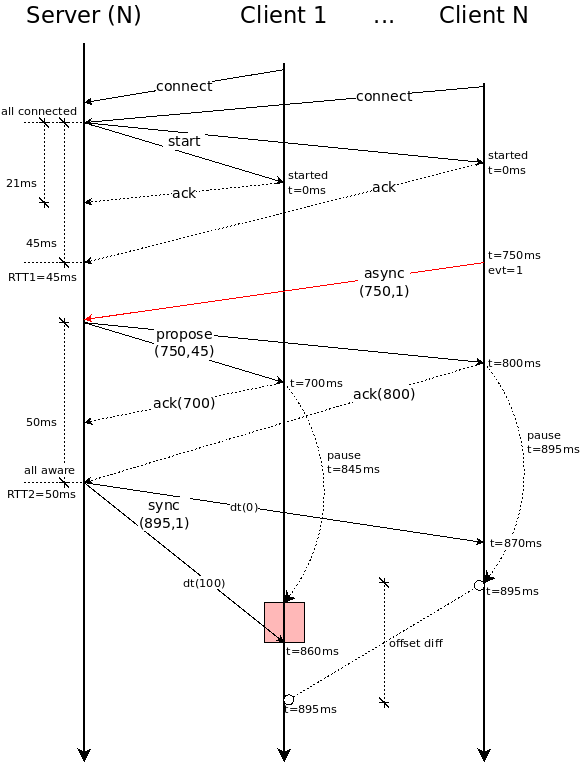 Server (N)
Client 1
...
Client N
connect
connect
all connected
start
started
t=0ms
started
t=0ms
21ms
ack
ack
45ms
RTT1=45ms
t=750ms
evt=1
async
(750,1)
propose
(750,45)
t=800ms
t=700ms
ack(700)
ack(800)
50ms
pause
t=895ms
pause
t=845ms
all aware
RTT2=50ms
sync
(895,1)
dt(0)
t=870ms
dt(100)
t=895ms
offset diff
t=860ms
t=895ms